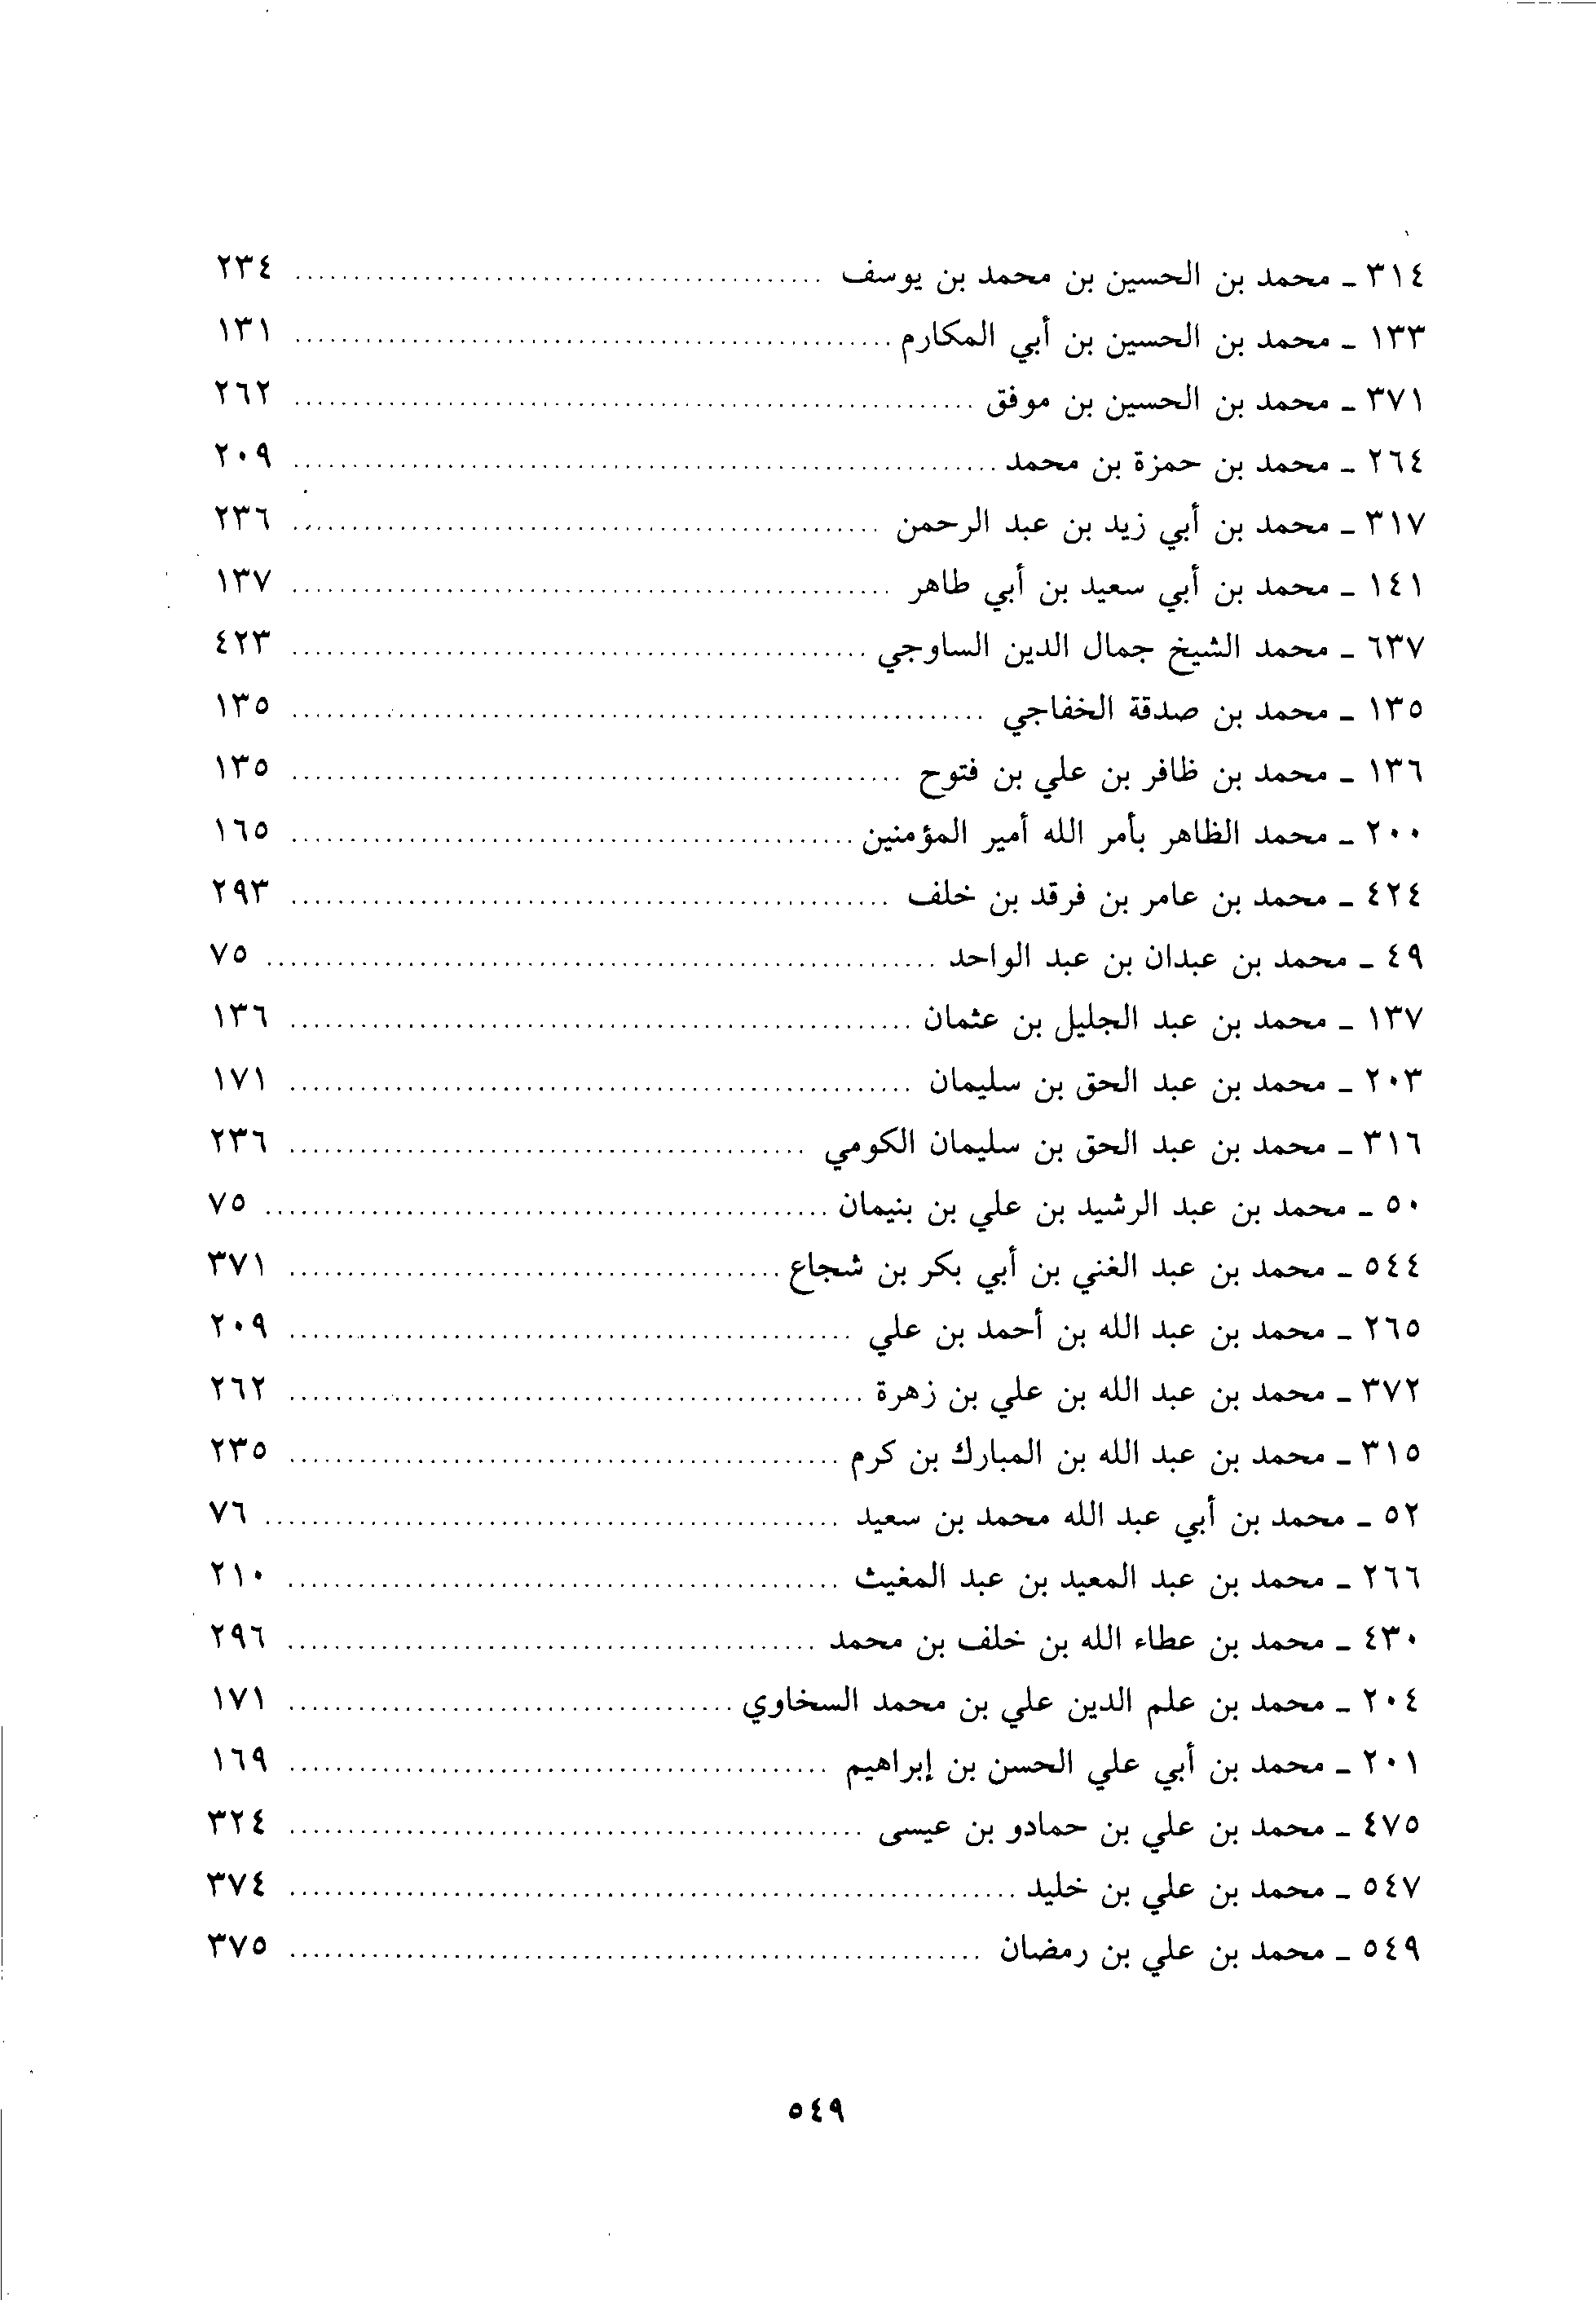 ٣١٤ ـ محمد بن الحسين بن محمد بن يوسف ........ ٢٣٤
١٣٣ ـ محمد بن الحسين بن أبي المكارم ........ ١٣١
٣٧١ ـ محمد بن الحسين بن موفق ........ ٢٦٢
٢٦٤ ـ محمد بن حمزة بن محمد ........ ٢٠٩
٣١٧ ـ محمد بن أبي زيد بن عبد الرحمن ........ ٢٣٦
١٤١ ـ محمد بن أبي سعيد بن أبي طاهر ........ ١٣٧
٦٣٧ ـ محمد الشيخ جمال الدين الساوجي ........ ٤٢٣
١٣٥ ـ محمد بن صدقة الخفاجي ........ ١٣٥
١٣٦ ـ محمد بن ظافر بن علي بن فتوح ........ ١٣٥
٢٠٠ ـ محمد الظاهر بأمر الله أمير المؤمنين ........ ١٦٥
٤٢٤ ـ محمد بن عامر بن فرقد بن خلف ........ ٢٩٣
٤٩ ـ محمد بن عبدان بن عبد الواحد ........ ٧٥
١٣٧ ـ محمد بن عبد الجليل بن عثمان ........ ١٣٦
٢٠٣ ـ محمد بن عبد الحق بن سليمان ........ ١٧١
٣١٦ ـ محمد بن عبد الحق بن سليمان الكومي ........ ٢٣٦
٥٠ ـ محمد بن عبد الرشيد بن علي بن بنيمان ........ ٧٥
٥٤٤ ـ محمد بن عبد الغني بن أبي بكر بن شجاع ........ ٣٧١
٢٦٥ ـ محمد بن عبد الله بن أحمد بن علي ........ ٢٠٩
٣٧٢ ـ محمد بن عبد الله بن علي بن زهرة ........ ٢٦٢
٣١٥ ـ محمد بن عبد الله بن المبارك بن كرم ........ ٢٣٥
٥٢ ـ محمد بن أبي عبد الله محمد بن سعيد ........ ٧٦
٢٦٦ ـ محمد بن عبد المعيد بن عبد المغيث ........ ٢١٠
٤٣٠ ـ محمد بن عطاء الله بن خلف بن محمد ........ ٢٩٦
٢٠٤ ـ محمد بن علم الدين علي بن محمد السخاوي ........ ١٧١
٢٠١ ـ محمد بن أبي علي الحسن بن إبراهيم ........ ١٦٩
٤٧٥ ـ محمد بن علي بن حمادو بن عيسى ........ ٣٢٤
٥٤٧ ـ محمد بن علي بن خليد ........ ٣٧٤
٥٤٩ ـ محمد بن علي بن رمضان ........ ٣٧٥
٥٤٩